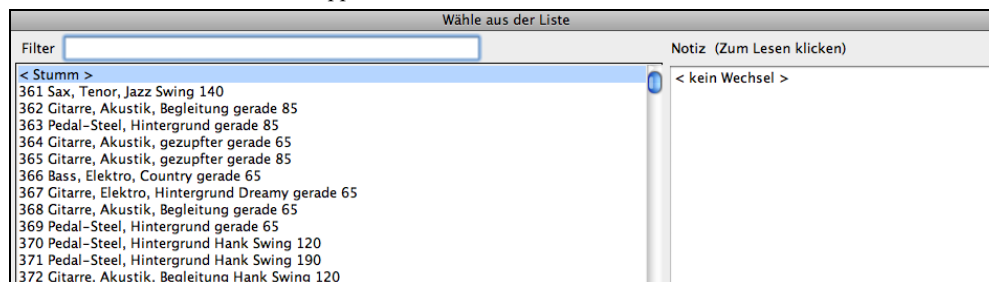 Wähle aus der Liste
Filter
Notiz (Zum Lesen klicken)
< Stumm >
361 Sax, Tenor, Jazz Swing 140
362 Gitarre, Akustik, Begleitung gerade 85
363 Pedal-Steel, Hintergrund gerade 85
364 Gitarre, Akustik, gezupfter gerade 65
365 Gitarre, Akustik, gezupfter gerade 85
366 Bass, Elektro, Country gerade 65
367 Gitarre, Elektro, Hintergrund Dreamy gerade 65
368 Gitarre, Akustik, Begleitung gerade 65
369 Pedal-Steel, Hintergrund gerade 65
370 Pedal-Steel, Hintergrund Hank Swing 120
371 Pedal-Steel, Hintergrund Hank Swing 190
372 Gitarre, Akustik, Begleitung Hank Swing 120
< kein Wechsel >